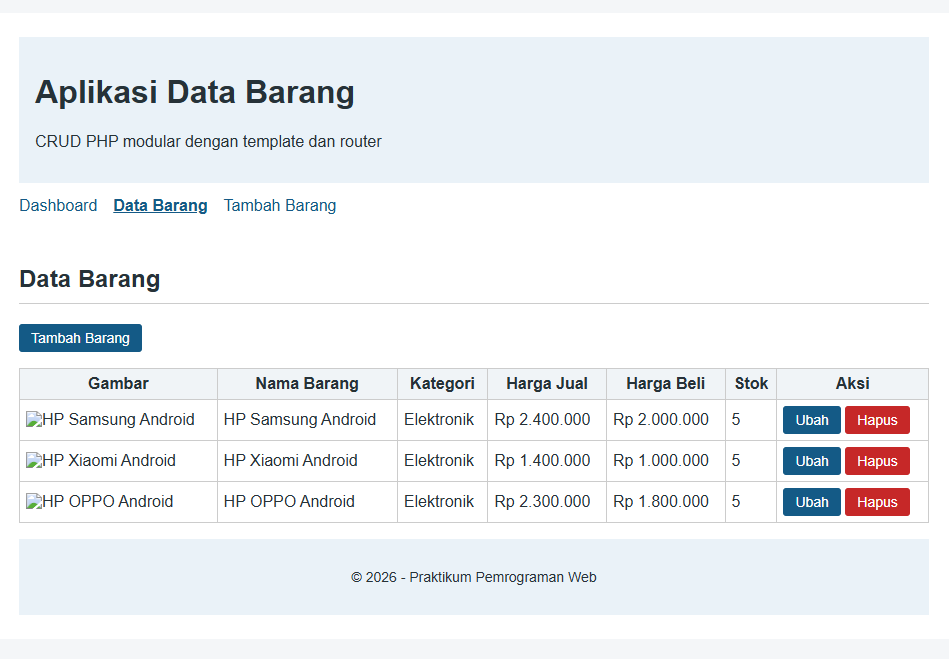 Aplikasi Data Barang
CRUD PHP modular dengan template dan router
Dashboard Data Barang Tambah Barang
Data Barang
Tambah Barang
Gambar Nama Barang Kategori Harga Jual Harga Beli Stok Aksi
HP Samsung Android HP Samsung Android Elektronik Rp 2.400.000 Rp 2.000.000 5 Ubah Hapus
HP Xiaomi Android HP Xiaomi Android Elektronik Rp 1.400.000 Rp 1.000.000 5 Ubah Hapus
HP OPPO Android HP OPPO Android Elektronik Rp 2.300.000 Rp 1.800.000 5 Ubah Hapus
© 2026 - Praktikum Pemrograman Web